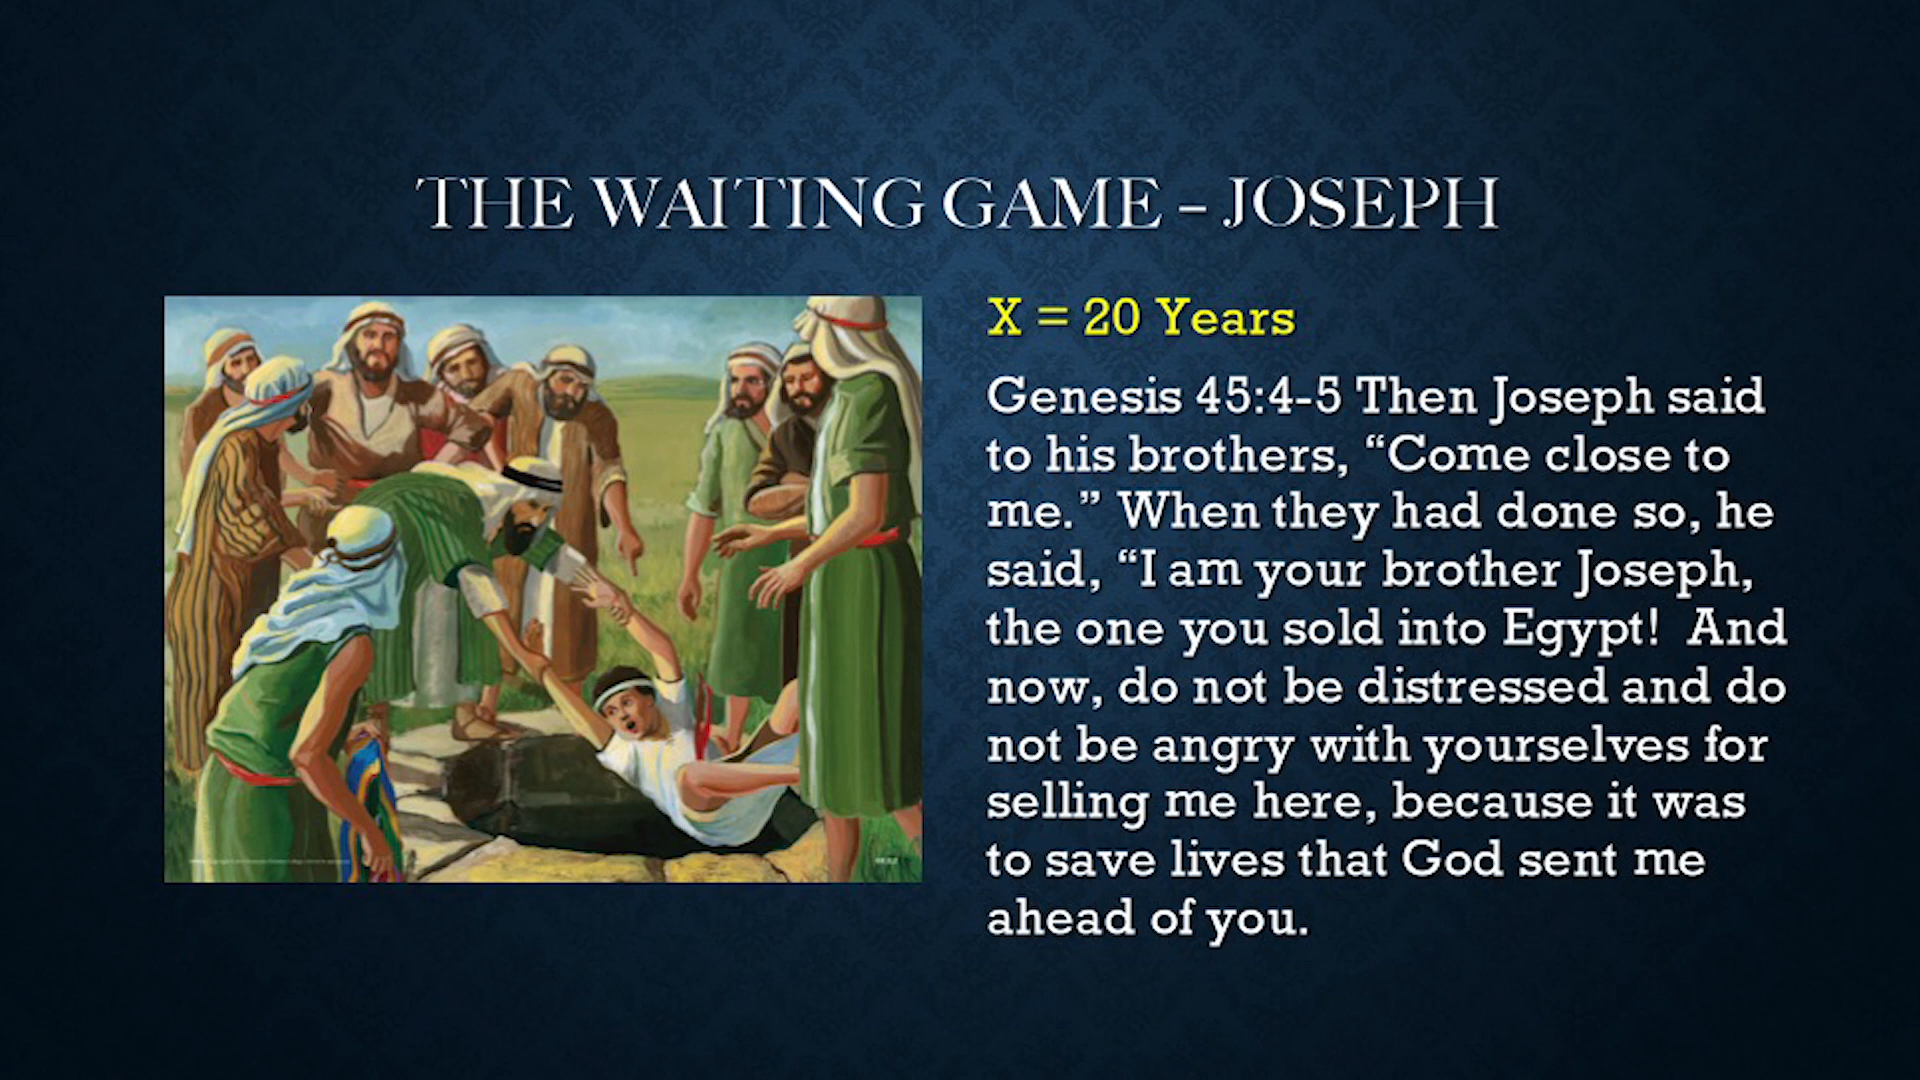 THE WAITING GAME – JOSEPH
X = 20 Years
Genesis 45:4-5 Then Joseph said
to his brothers, “Come close to
me.” When they had done so, he
said, “I am your brother Joseph,
the one you sold into Egypt!  And
now, do not be distressed and do
not be angry with yourselves for
selling me here, because it was
to save lives that God sent me
ahead of you.